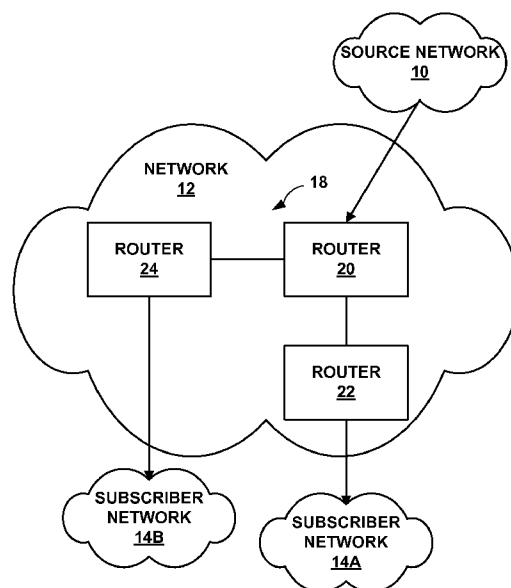 SOURCE NETWORK
10
NETWORK
12
18
ROUTER
24
ROUTER
20
ROUTER
22
SUBSCRIBER
NETWORK
14B
SUBSCRIBER
NETWORK
14A